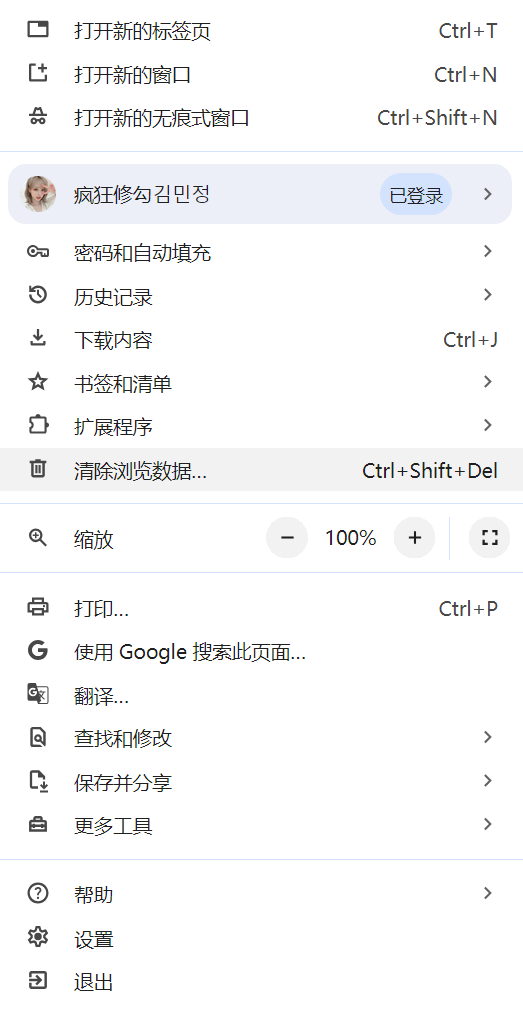 打开新的标签页 Ctrl+T
打开新的窗口 Ctrl+N
打开新的无痕式窗口 Ctrl+Shift+N
疯狂修勾김민정 已登录
密码和自动填充
历史记录
下载内容 Ctrl+J
书签和清单
扩展程序
清除浏览数据... Ctrl+Shift+Del
缩放 − 100% +
打印... Ctrl+P
使用 Google 搜索此页面...
翻译...
查找和修改
保存并分享
更多工具
帮助
设置
退出